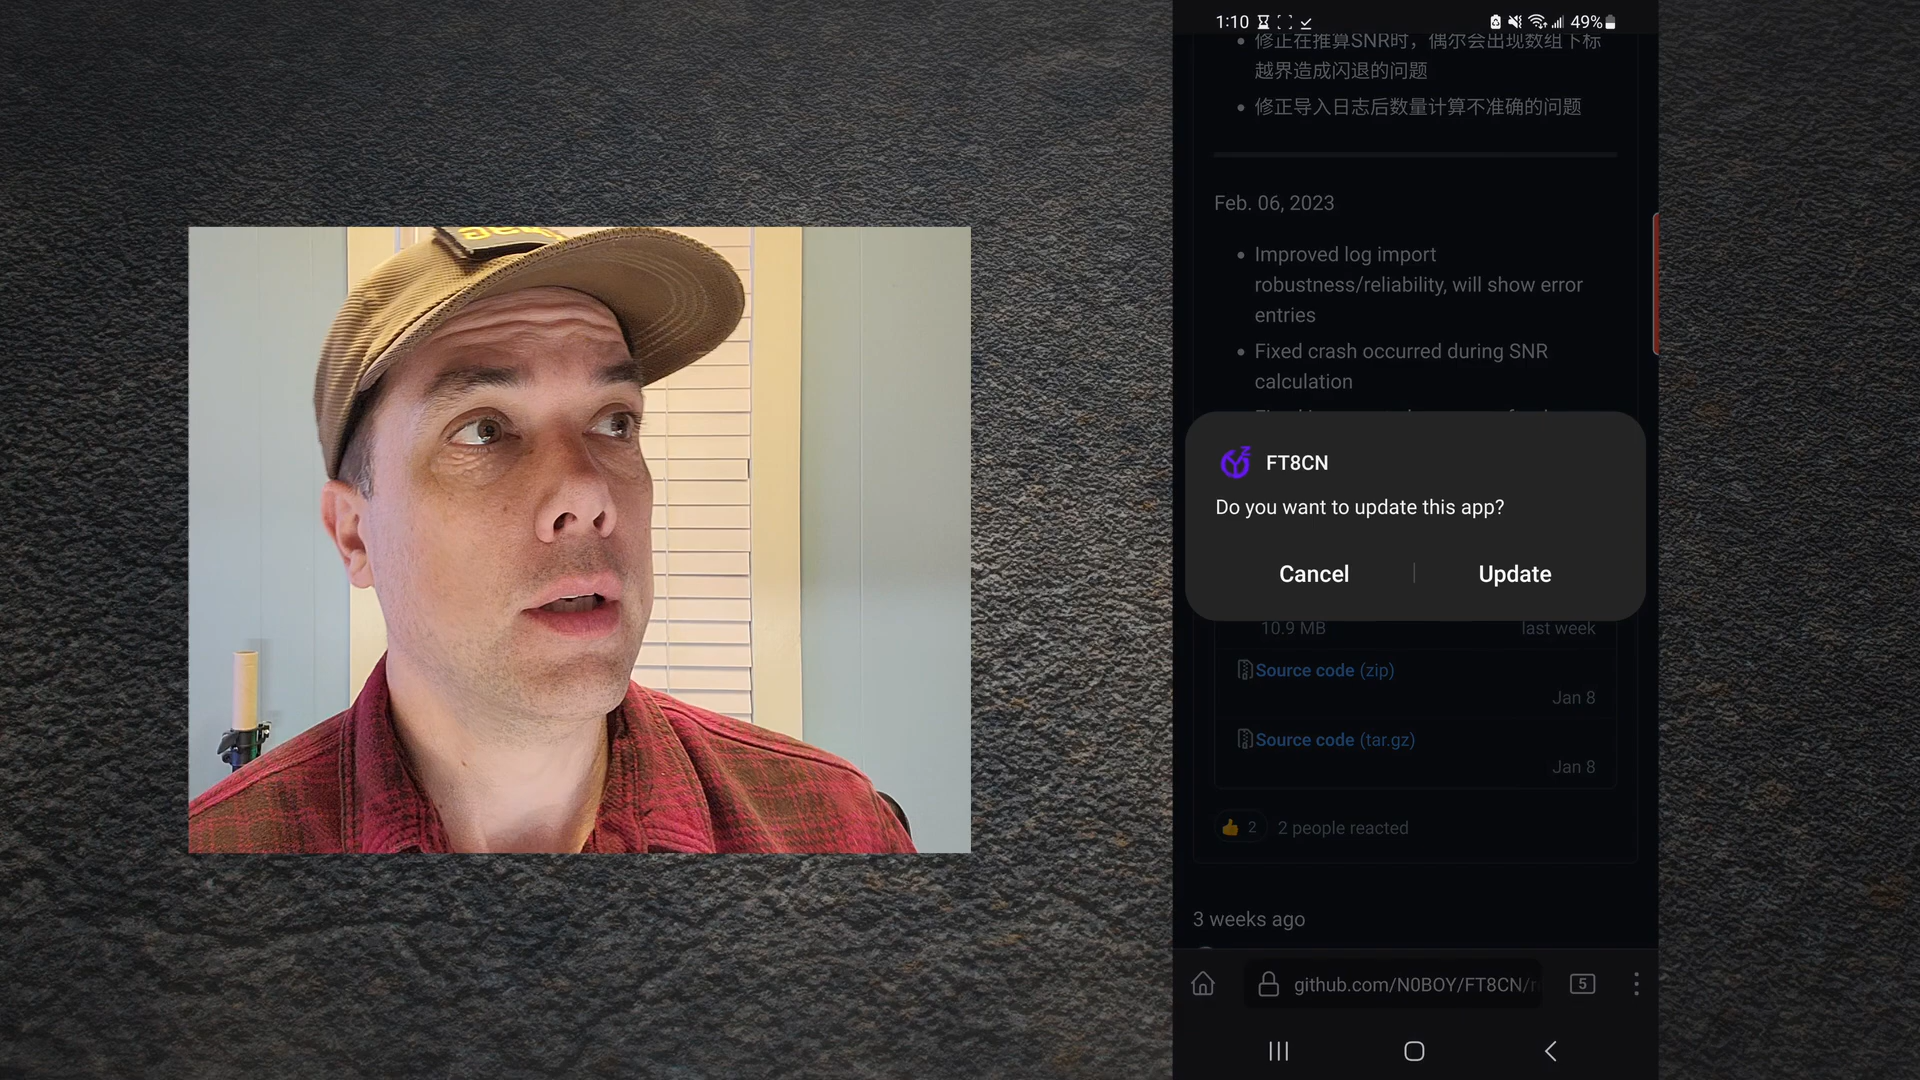 1:10
49%
修正在推算SNR时，偶尔会出现数组下标
越界造成闪退的问题
修正导入日志后数量计算不准确的问题
Feb. 06, 2023
Improved log import
robustness/reliability, will show error
entries
Fixed crash occurred during SNR
calculation
FT8CN
Do you want to update this app?
Cancel
Update
10.9 MB
last week
Source code (zip)
Jan 8
Source code (tar.gz)
Jan 8
2
2 people reacted
3 weeks ago
github.com/N0BOY/FT8CN/
5